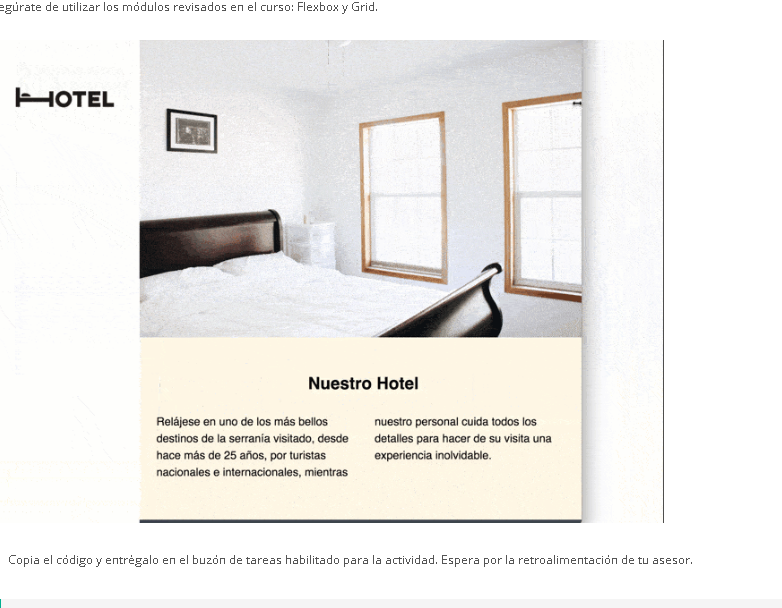 egúrate de utilizar los módulos revisados en el curso: Flexbox y Grid.
HOTEL
Nuestro Hotel
Relájese en uno de los más bellos
destinos de la serranía visitado, desde
hace más de 25 años, por turistas
nacionales e internacionales, mientras
nuestro personal cuida todos los
detalles para hacer de su visita una
experiencia inolvidable.
Copia el código y entrégalo en el buzón de tareas habilitado para la actividad. Espera por la retroalimentación de tu asesor.